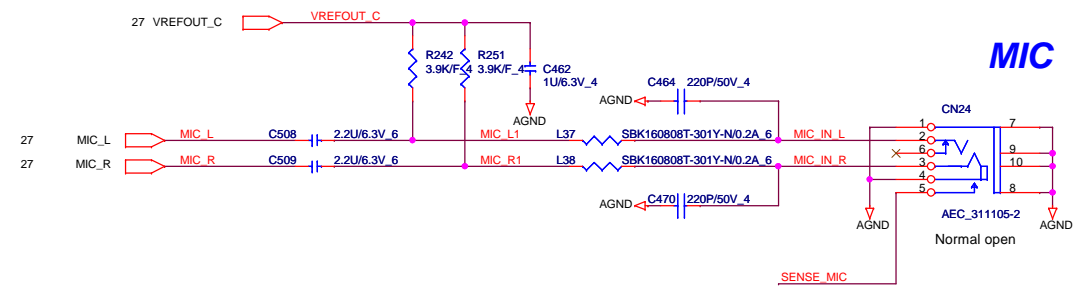 27 VREFOUT_C
VREFOUT_C
R242
3.9K/F_4
R251
3.9K/F_4
C462
1U/6.3V_4
AGND
MIC
C464 220P/50V_4
AGND
CN24
27 MIC_L
MIC_L
C508 2.2U/6.3V_6
MIC_L1
L37 SBK160808T-301Y-N/0.2A_6
MIC_IN_L
27 MIC_R
MIC_R
C509 2.2U/6.3V_6
MIC_R1
L38 SBK160808T-301Y-N/0.2A_6
MIC_IN_R
1
2
6
3
4
5
7
9
10
8
AGND
C470 220P/50V_4
AGND
AEC_311105-2
AGND
Normal open
SENSE_MIC